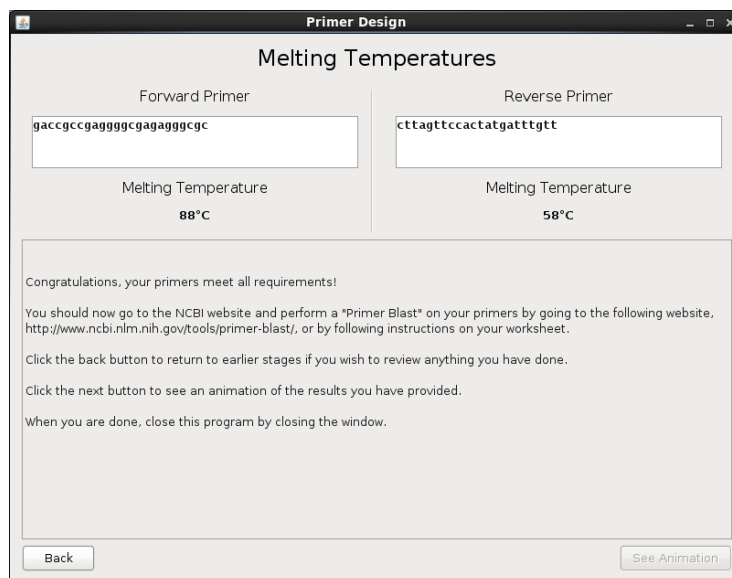 Primer Design
Melting Temperatures
Forward Primer
Reverse Primer
gaccgccgaggggcgagagggcgc
cttagttccactatgatttgtt
Melting Temperature
Melting Temperature
88°C
58°C
Congratulations, your primers meet all requirements!
You should now go to the NCBI website and perform a "Primer Blast" on your primers by going to the following website,
http://www.ncbi.nlm.nih.gov/tools/primer-blast/, or by following instructions on your worksheet.
Click the back button to return to earlier stages if you wish to review anything you have done.
Click the next button to see an animation of the results you have provided.
When you are done, close this program by closing the window.
Back
See Animation